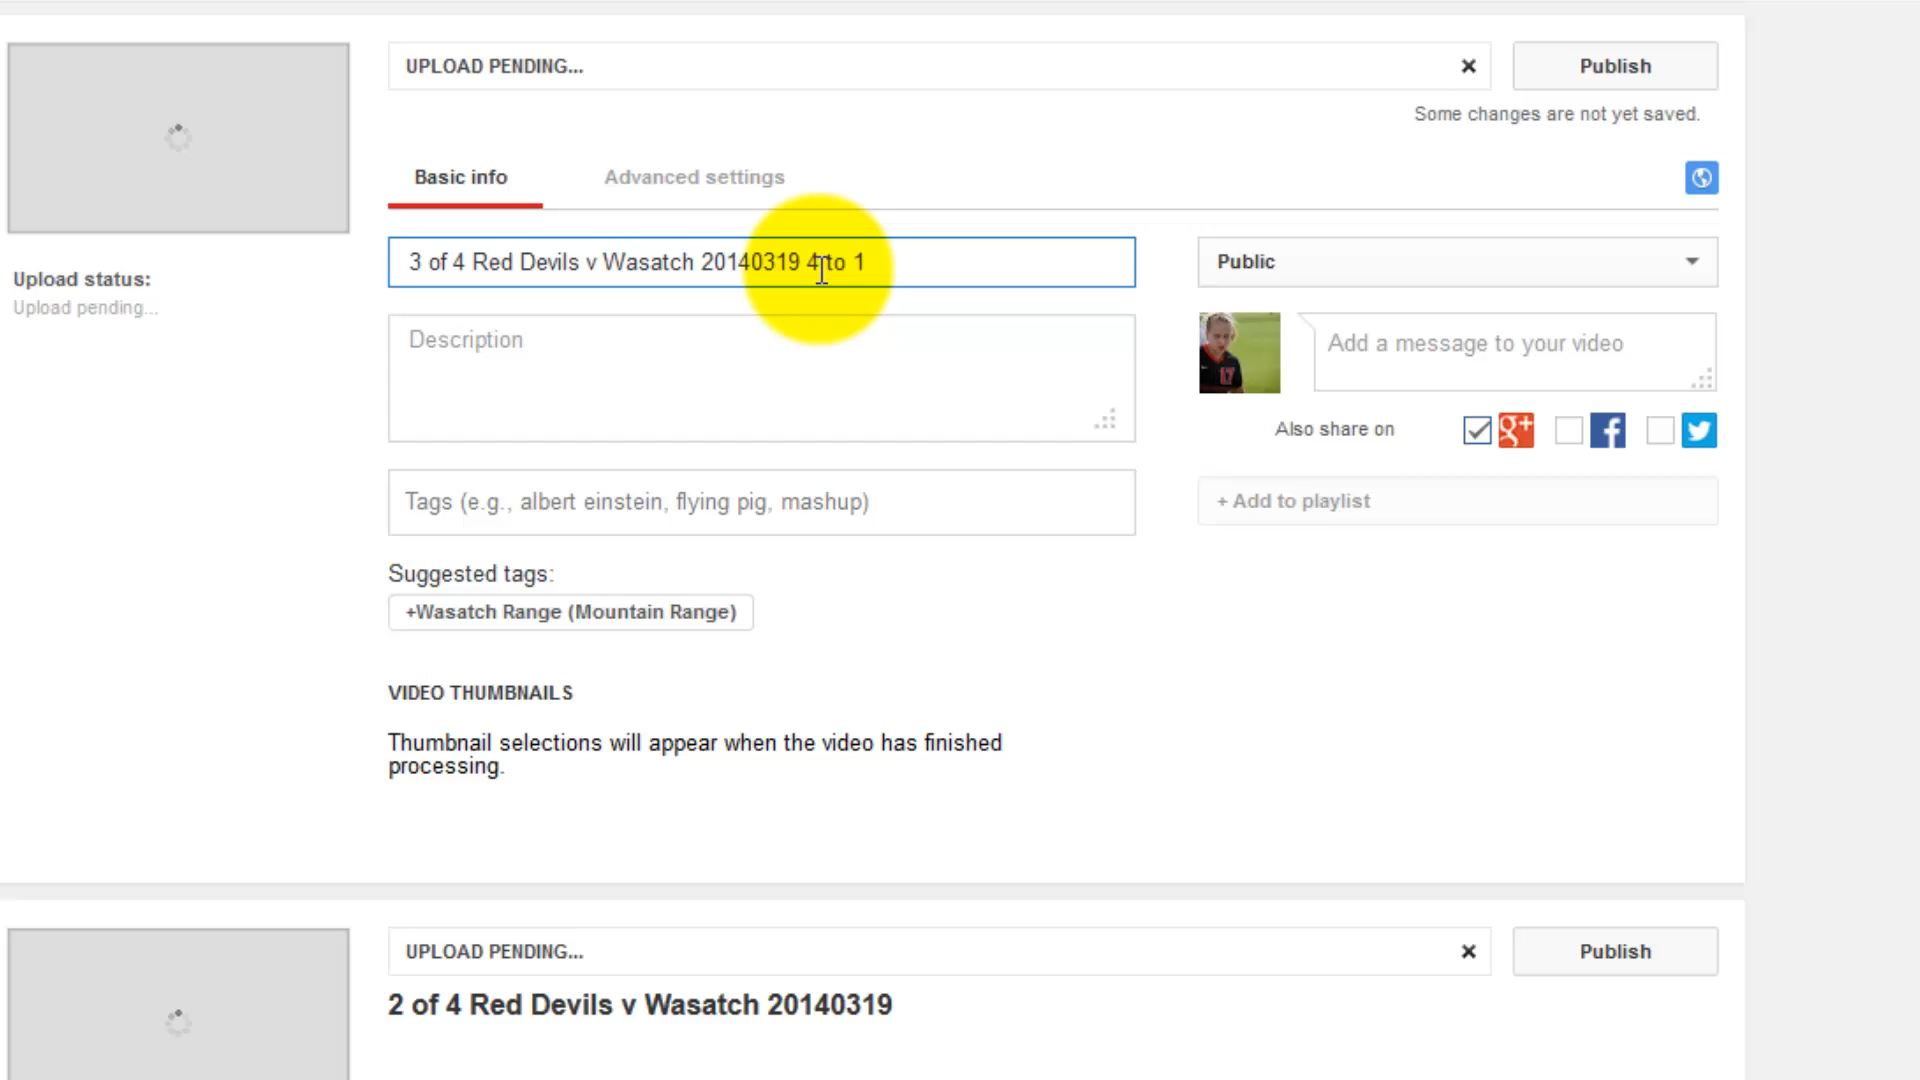 UPLOAD PENDING...
Publish
Some changes are not yet saved.
Basic info
Advanced settings
3 of 4 Red Devils v Wasatch 20140319 4 to 1
Public
Upload status:
Upload pending...
Description
Add a message to your video
17
Also share on
g+
f
Tags (e.g., albert einstein, flying pig, mashup)
+ Add to playlist
Suggested tags:
+Wasatch Range (Mountain Range)
VIDEO THUMBNAILS
Thumbnail selections will appear when the video has finished
processing.
UPLOAD PENDING...
Publish
2 of 4 Red Devils v Wasatch 20140319